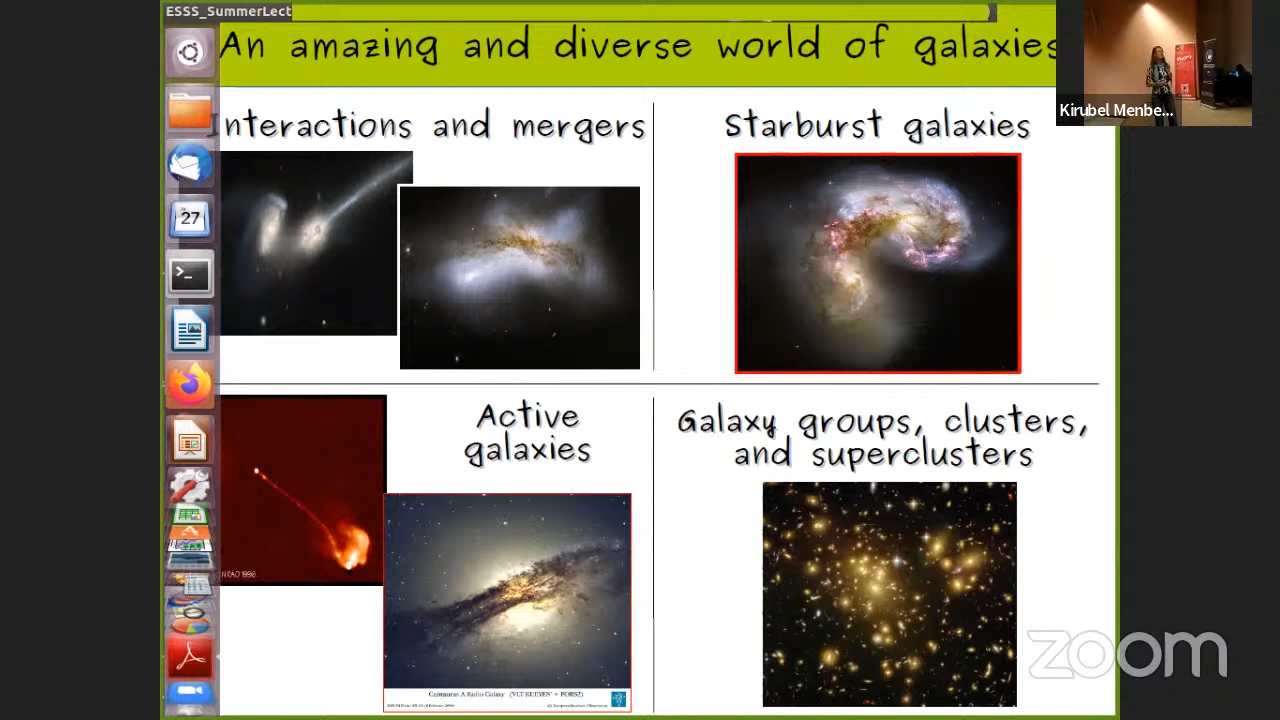 ESSS_SummerLect
An amazing and diverse world of galaxies
Kirubel Menbe...
Interactions and mergers
Starburst galaxies
27
Active
galaxies
Galaxy groups, clusters,
and superclusters
NRAO 1996
Centaurus A Radio Galaxy (VLT KUEYEN + FORS2)
zoom